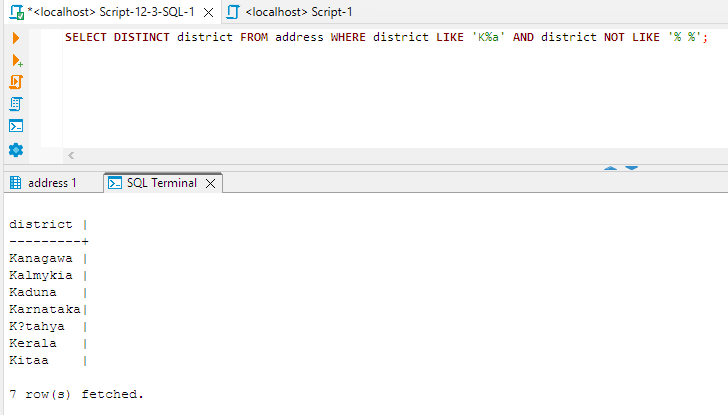 *<localhost> Script-12-3-SQL-1
<localhost> Script-1
SELECT DISTINCT district FROM address WHERE district LIKE 'K%a' AND district NOT LIKE '% %';
address 1
SQL Terminal
district |
---------+
Kanagawa |
Kalmykia |
Kaduna   |
Karnataka|
K?tahya  |
Kerala   |
Kitaa    |
7 row(s) fetched.